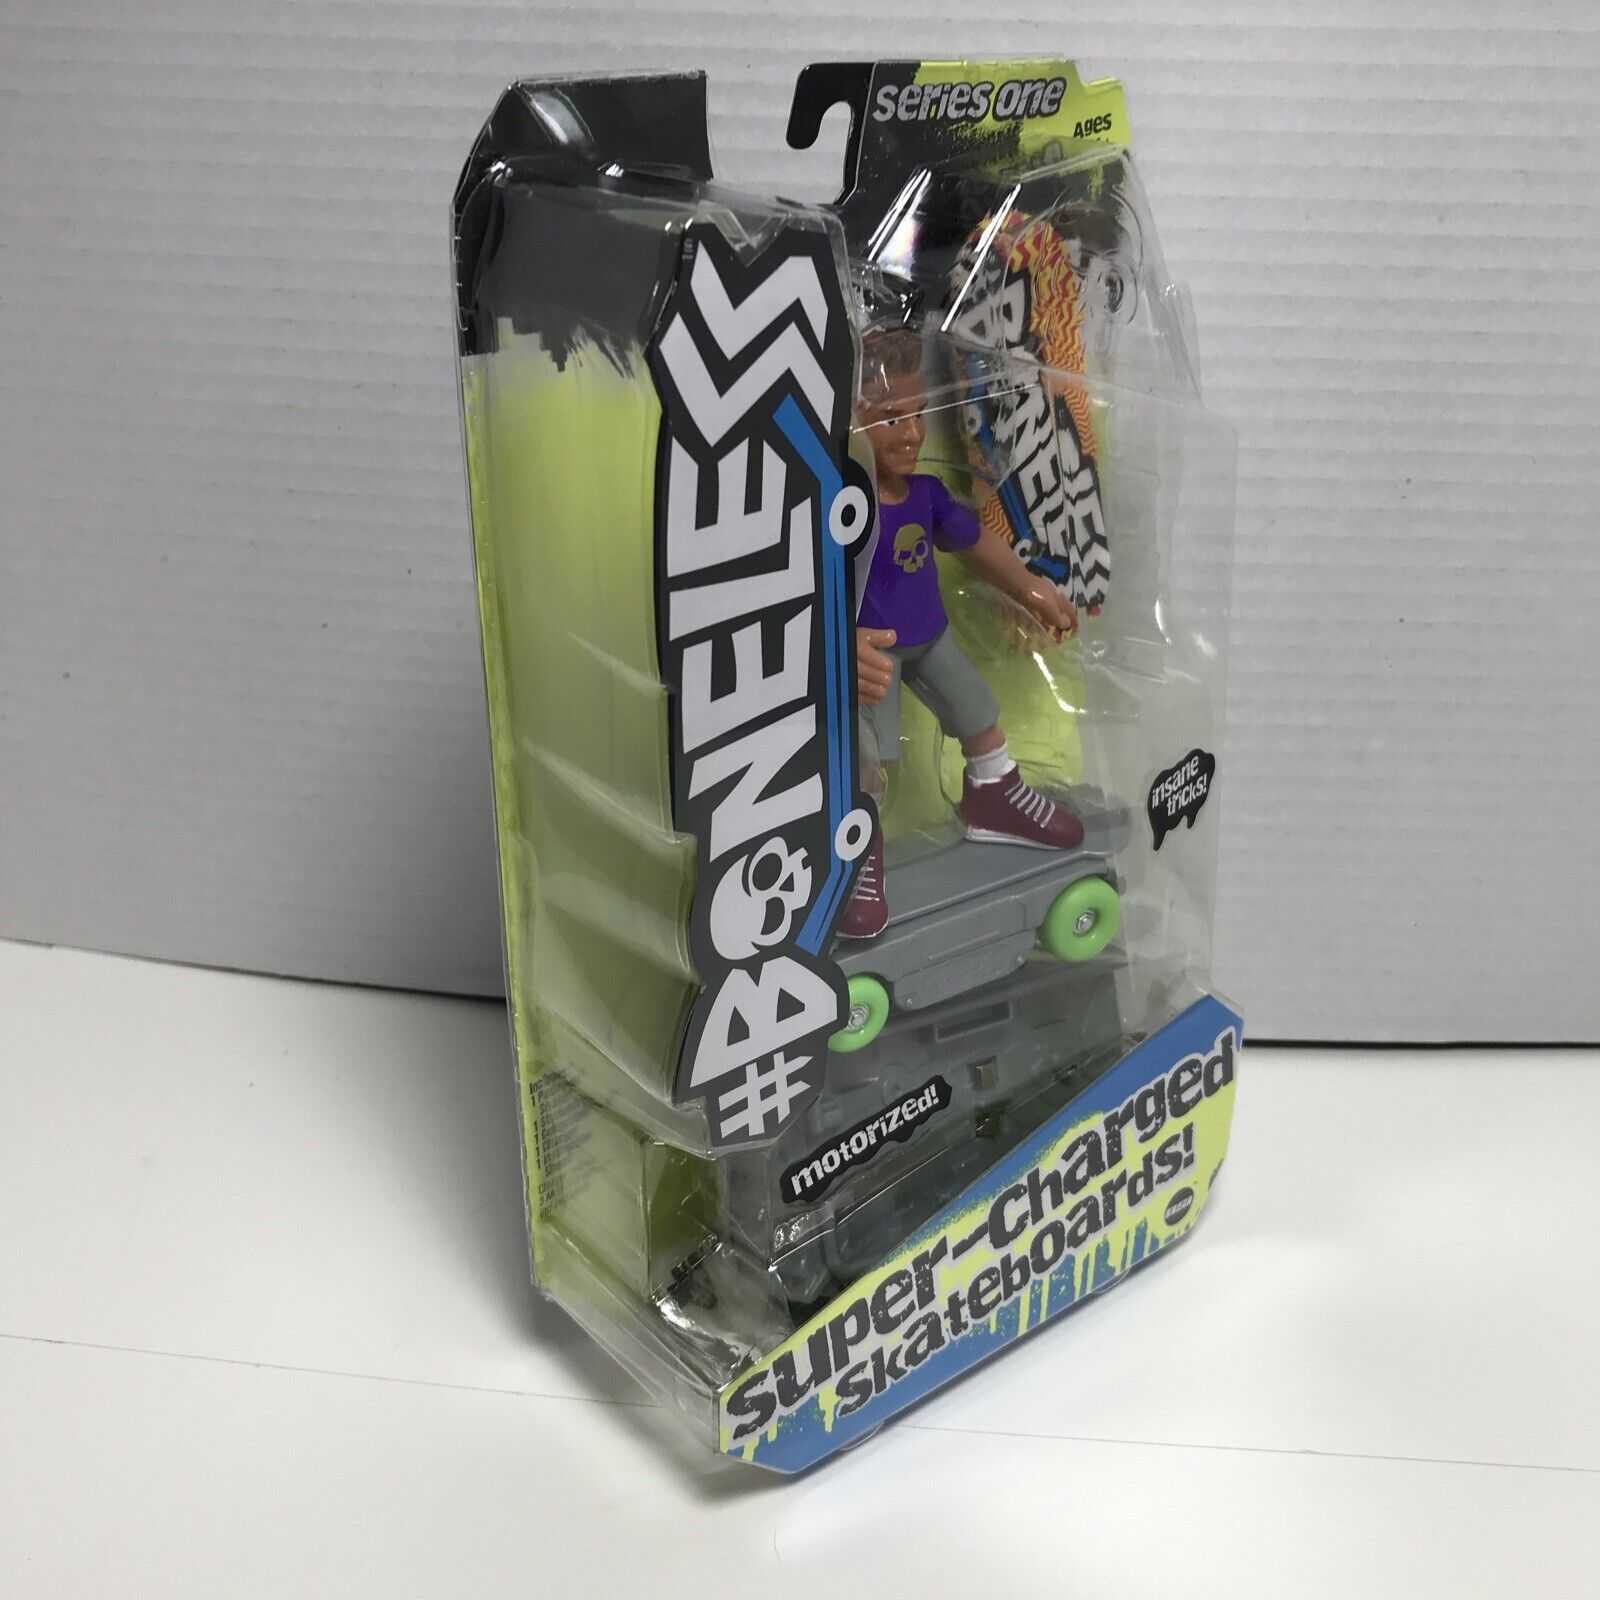 series one
Ages
#BONELESS
BONELESS
insane
tricks!
motorized!
super-charged
skateboards!